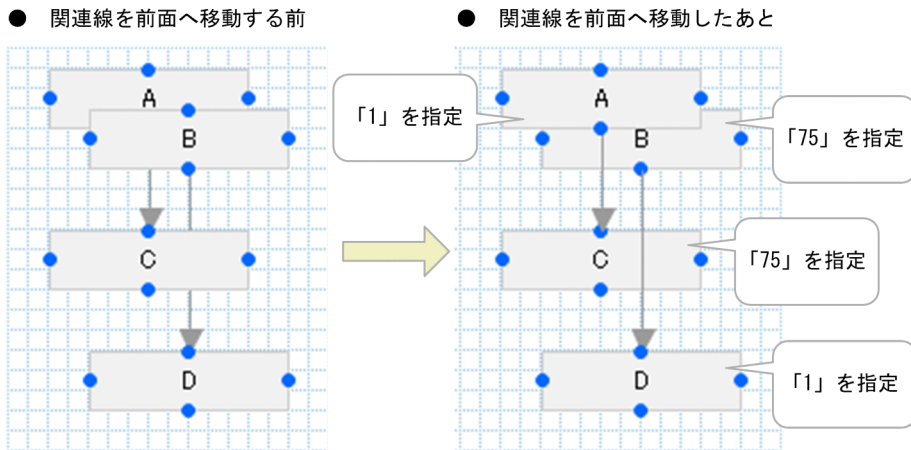 ● 関連線を前面へ移動する前
● 関連線を前面へ移動したあと
A
B
C
D
A
「1」を指定
B
「75」を指定
C
「75」を指定
D
「1」を指定